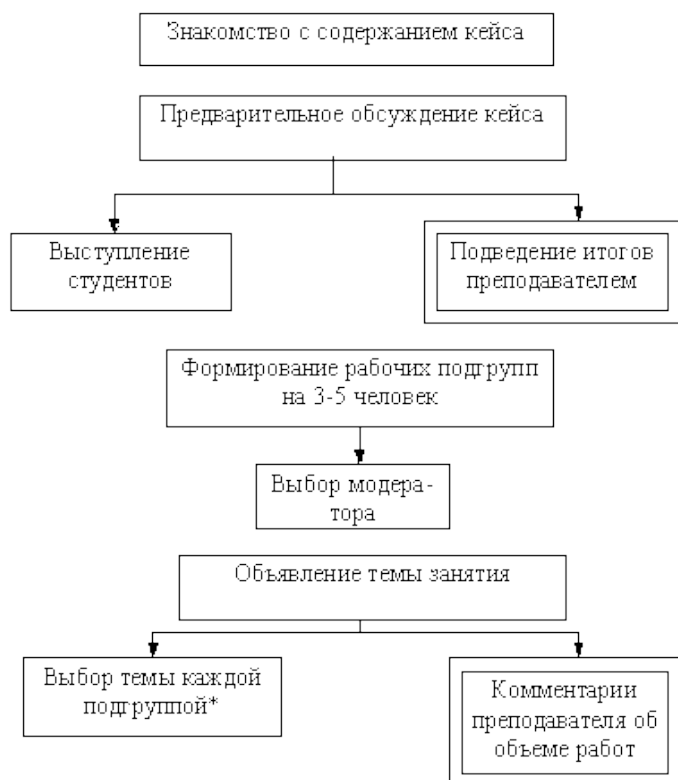 Знакомство с содержанием кейса
Предварительное обсуждение кейса
Выступление
студентов
Подведение итогов
преподавателем
Формирование рабочих подгрупп
на 3-5 человек
Выбор модера-
тора
Объявление темы занятия
Выбор темы каждой
подгруппой*
Комментарии
преподавателя об
объеме работ